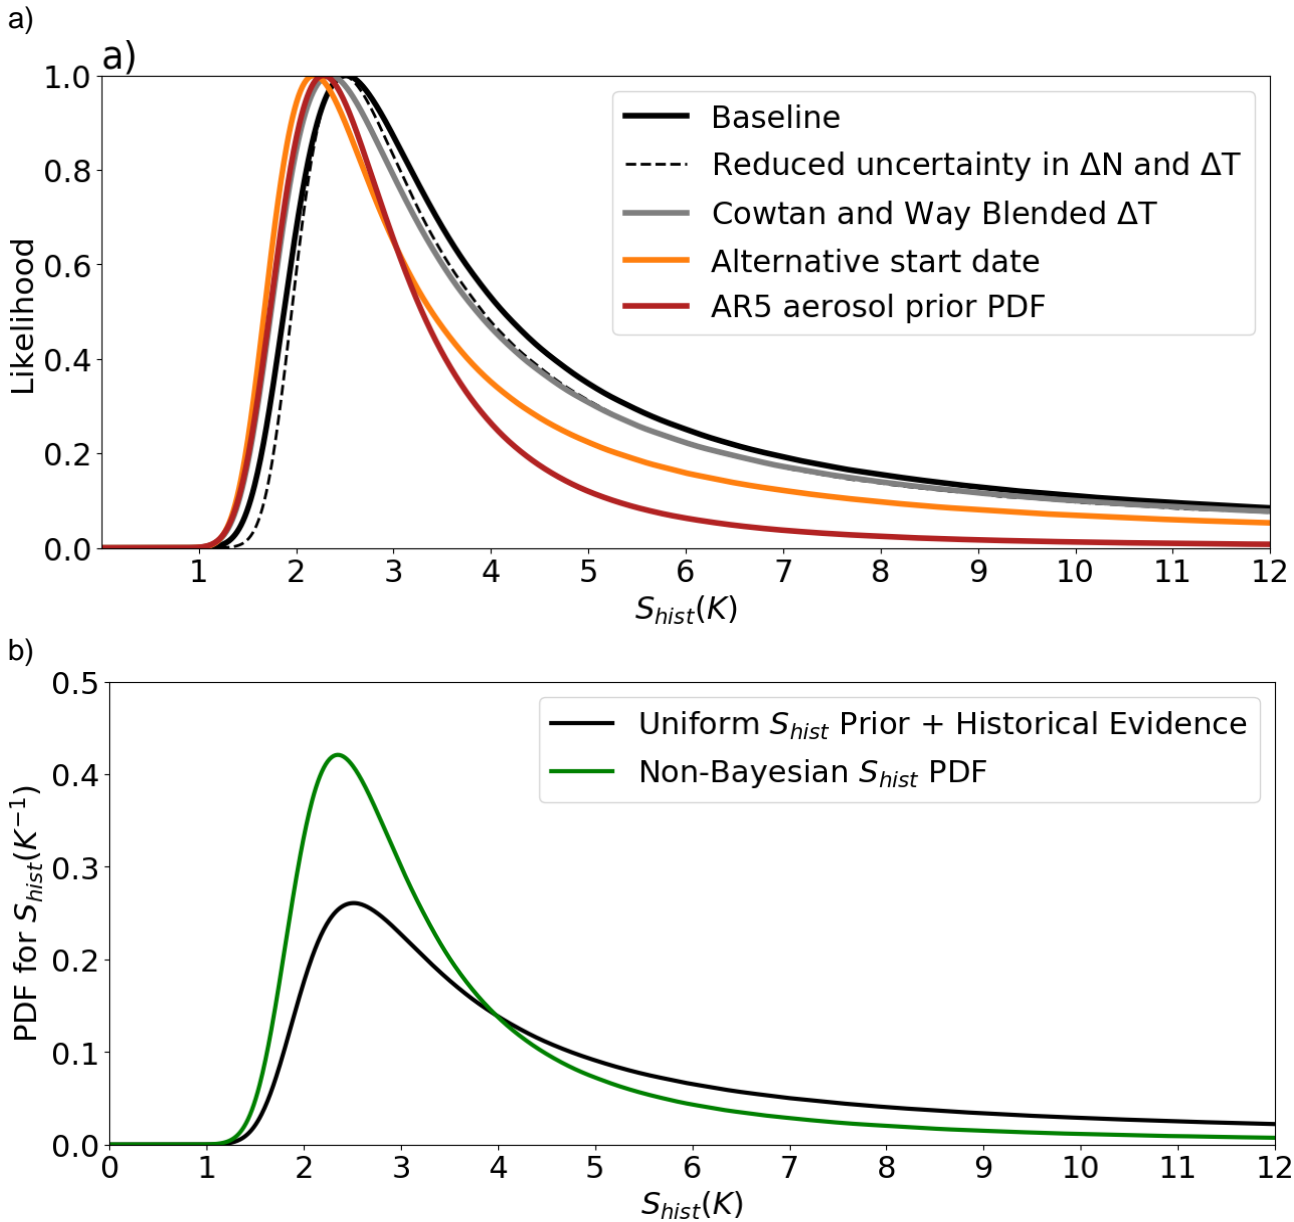 a)
a)
1.0
0.8
0.6
0.4
0.2
0.0
Likelihood
Baseline
Reduced uncertainty in ΔN and ΔT
Cowtan and Way Blended ΔT
Alternative start date
AR5 aerosol prior PDF
1 2 3 4 5 6 7 8 9 10 11 12
S_hist(K)
b)
0.5
0.4
0.3
0.2
0.1
0.0
PDF for S_hist(K⁻¹)
Uniform S_hist Prior + Historical Evidence
Non-Bayesian S_hist PDF
0 1 2 3 4 5 6 7 8 9 10 11 12
S_hist(K)